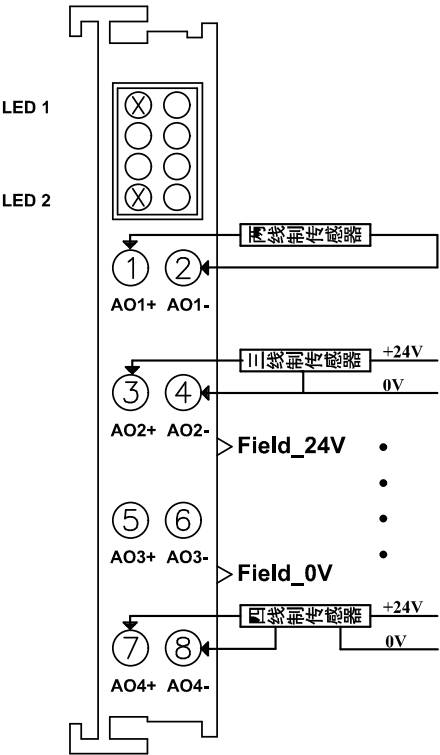 LED 1
LED 2
两线制传感器
1 2
AO1+ AO1-
三线制传感器 +24V
0V
3 4
AO2+ AO2-
Field_24V
5 6
AO3+ AO3-
Field_0V
四线制传感器 +24V
0V
7 8
AO4+ AO4-